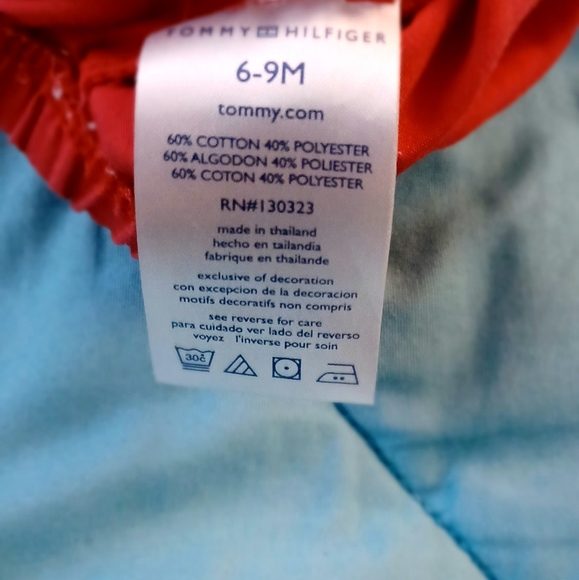 TOMMY HILFIGER
6-9M
tommy.com
60% COTTON 40% POLYESTER
60% ALGODON 40% POLIESTER
60% COTON 40% POLYESTER
RN#130323
made in thailand
hecho en tailandia
fabrique en thailande
exclusive of decoration
con excepcion de la decoracion
motifs decoratifs non compris
see reverse for care
para cuidado ver lado del reverso
voyez l'inverse pour soin
30c